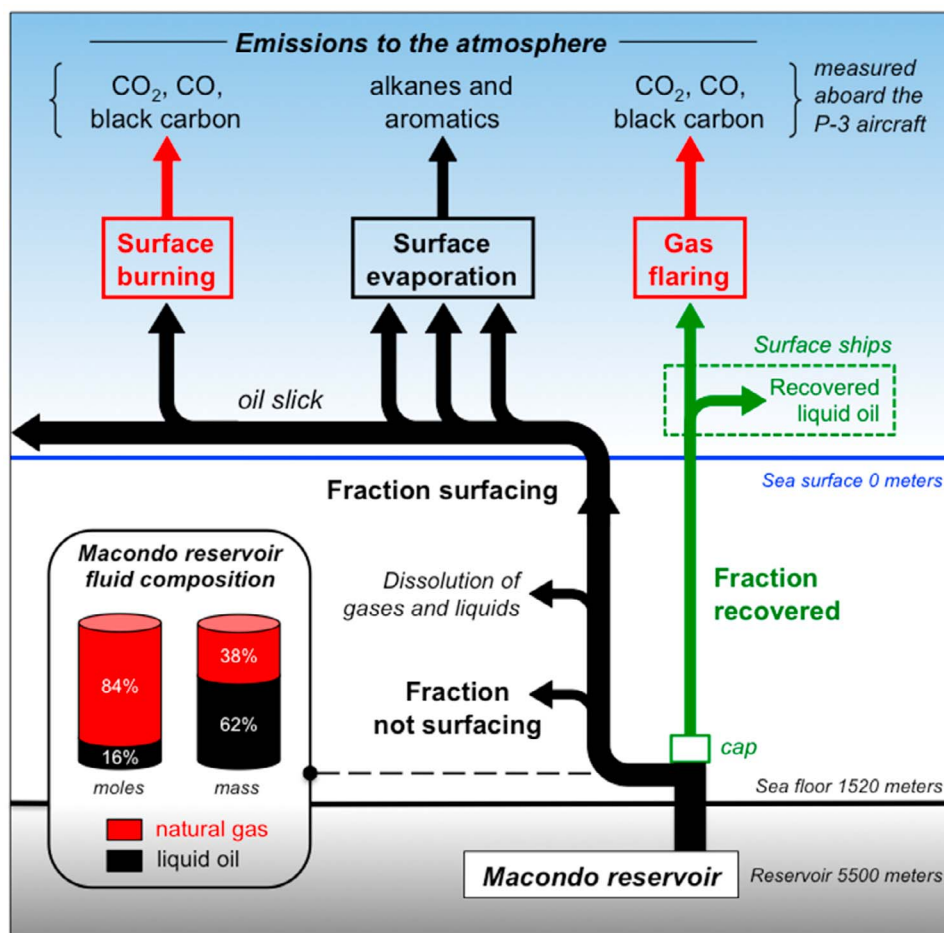 Emissions to the atmosphere
CO₂, CO,
black carbon
alkanes and
aromatics
CO₂, CO,
black carbon
measured
aboard the
P-3 aircraft
Surface
burning
Surface
evaporation
Gas
flaring
Surface ships
Recovered
liquid oil
oil slick
Sea surface 0 meters
Fraction surfacing
Macondo reservoir
fluid composition
84%
16%
moles
38%
62%
mass
natural gas
liquid oil
Dissolution of
gases and liquids
Fraction
recovered
Fraction
not surfacing
cap
Sea floor 1520 meters
Macondo reservoir
Reservoir 5500 meters